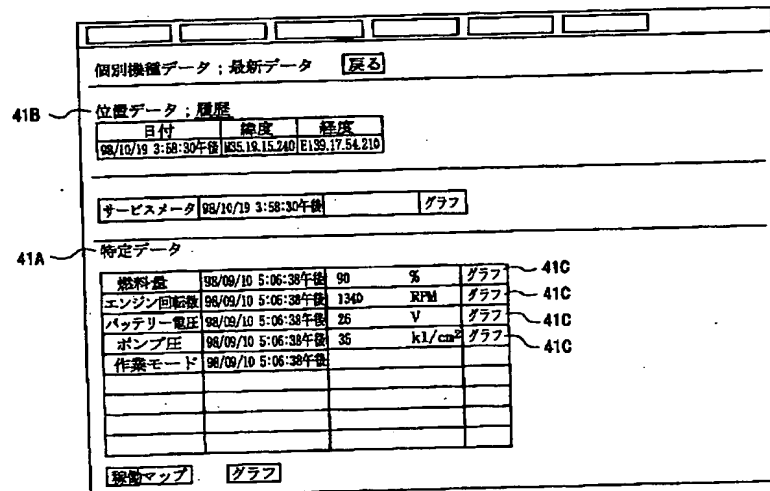 個別機種データ；最新データ 戻る
41B 位置データ；履歴
日付 緯度 経度
98/10/19 3:58:30午後 N35.19.15.240 E139.17.54.210
サービスメータ 98/10/19 3:58:30午後 グラフ
41A 特定データ
燃料量 98/09/10 5:06:38午後 90 % グラフ 41C
エンジン回転数 98/09/10 5:06:38午後 1340 RPM グラフ 41C
バッテリー電圧 98/09/10 5:06:38午後 26 V グラフ 41C
ポンプ圧 98/09/10 5:06:38午後 35 kl/cm² グラフ 41C
作業モード 98/09/10 5:06:38午後
稼働マップ グラフ